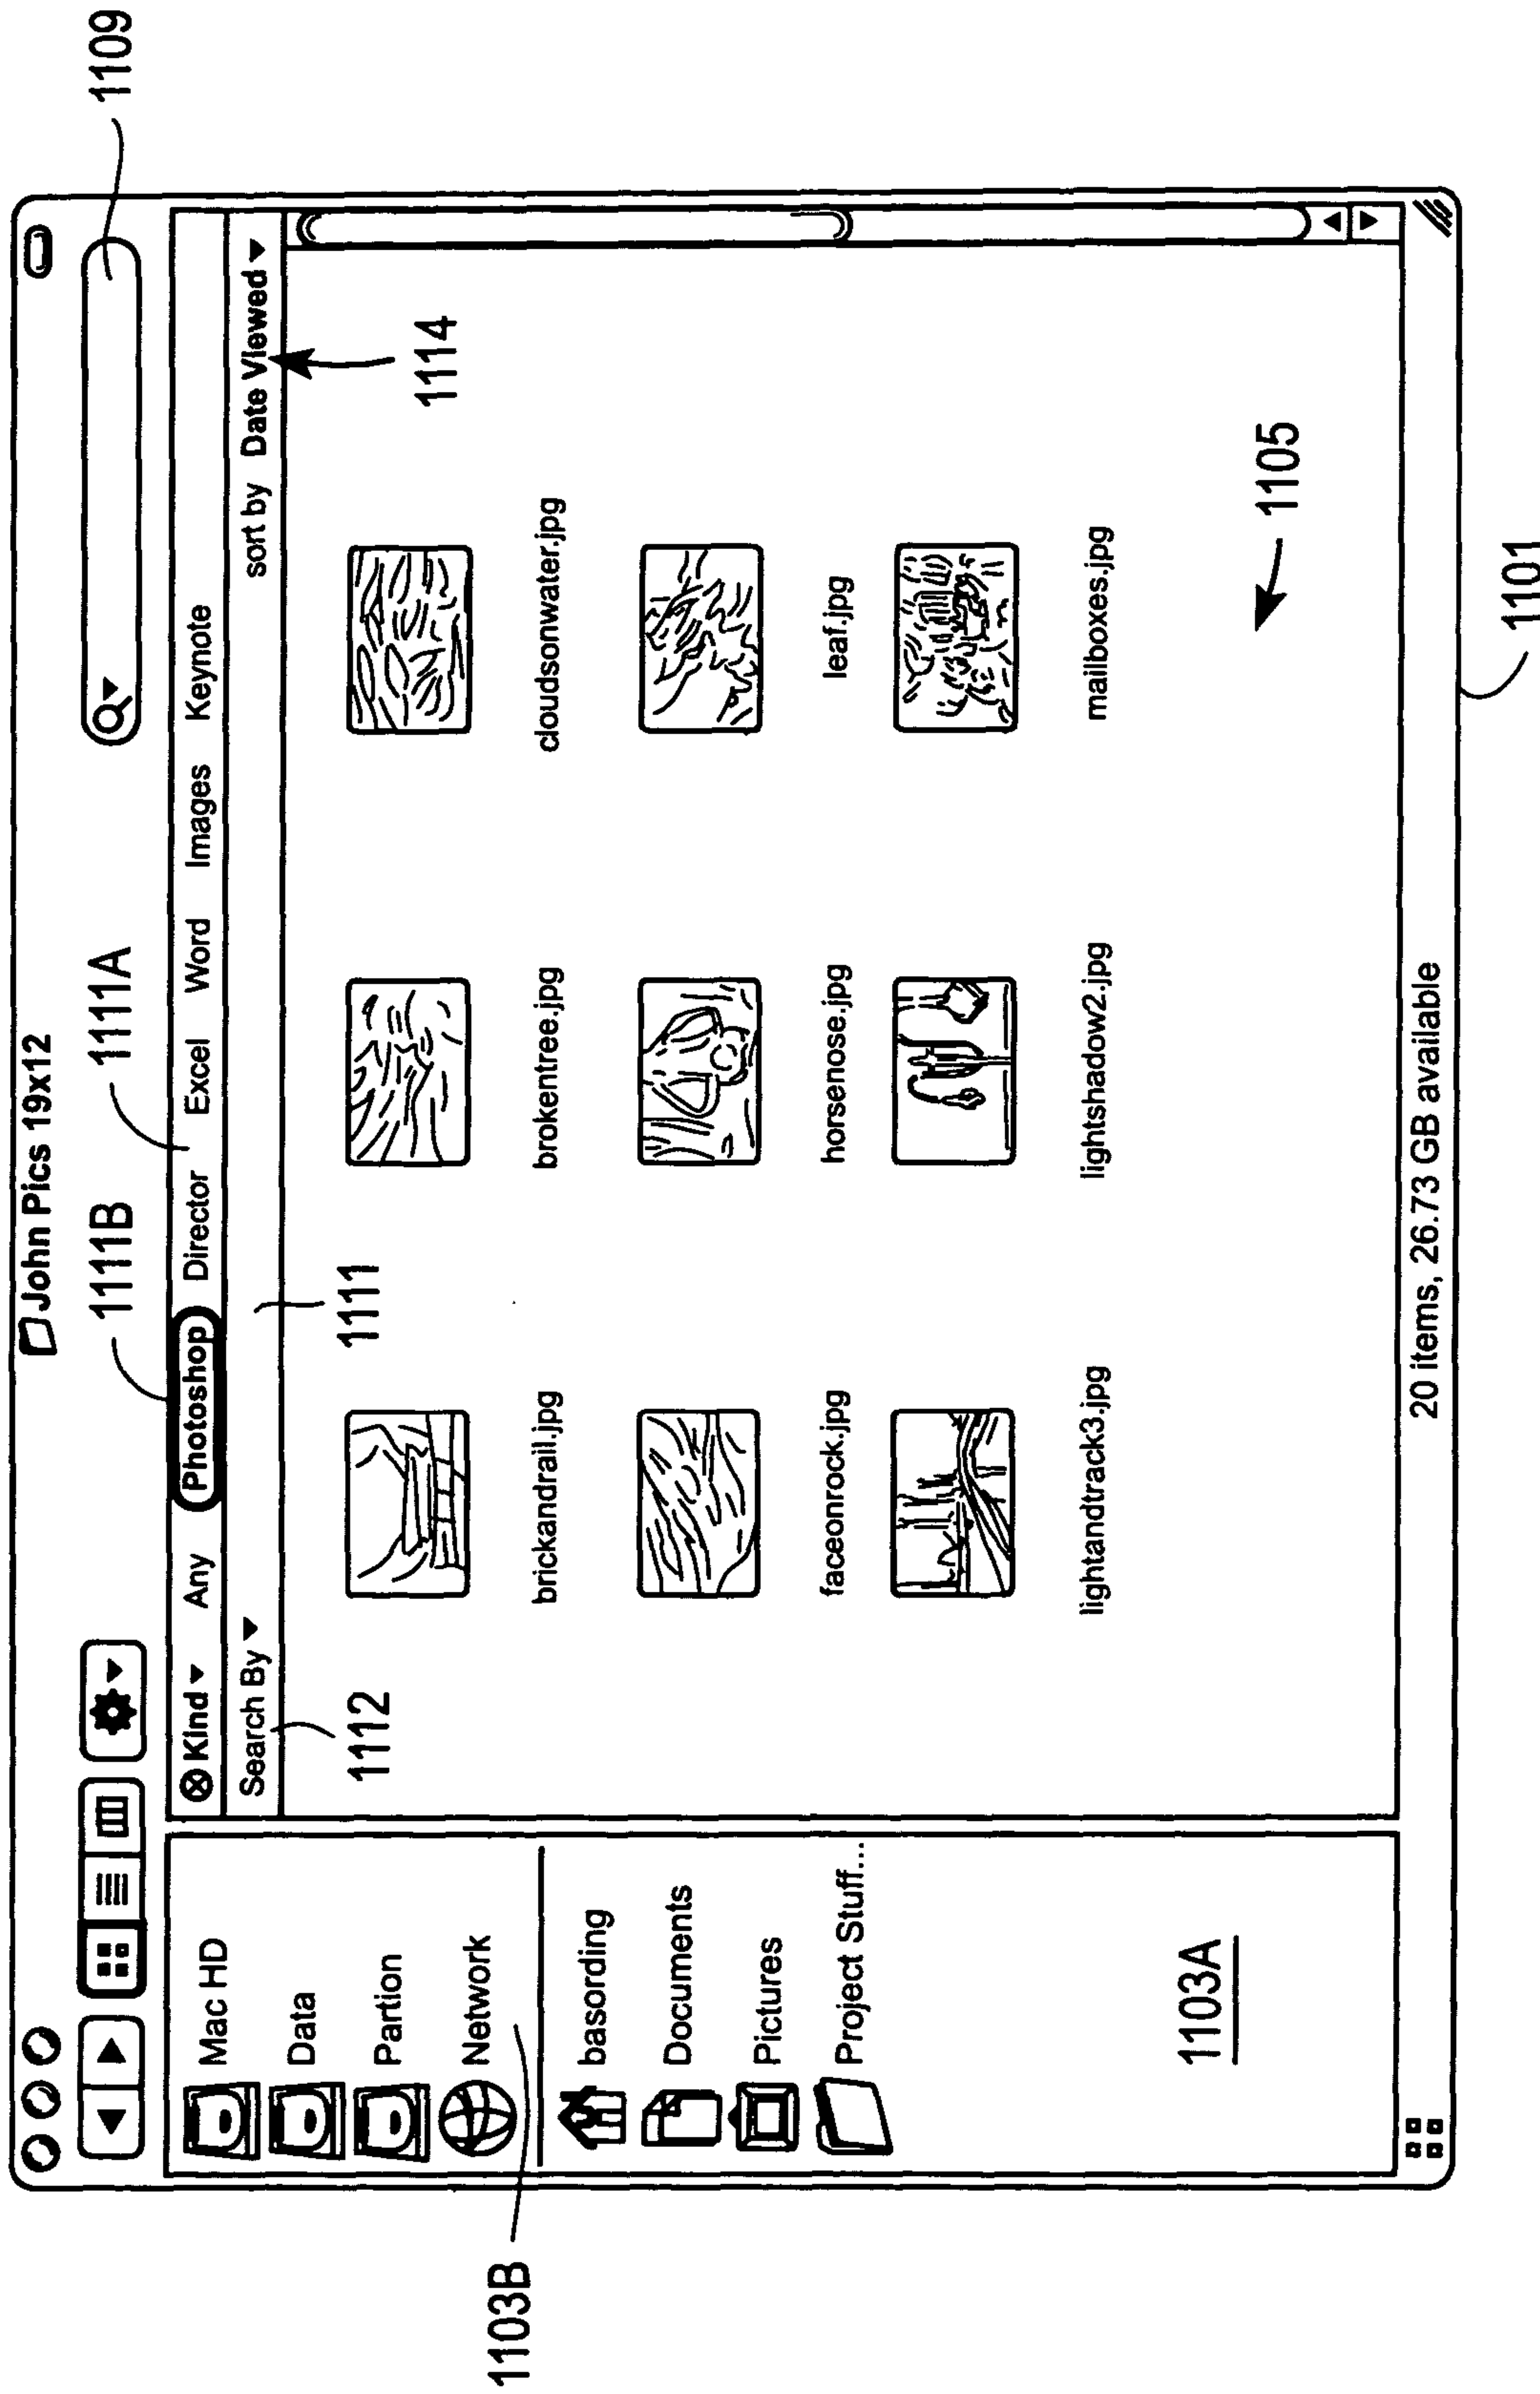 John Pics 19x12
1109
1111B
1111A
Kind Any Photoshop Director Excel Word Images Keynote
Search By
sort by Date Viewed
1112
1111
1114
Mac HD
Data
Partion
Network
1103B
basording
Documents
Pictures
Project Stuff...
1103A
brickandrail.jpg
brokentree.jpg
cloudsonwater.jpg
faceonrock.jpg
horsenose.jpg
leaf.jpg
lightandtrack3.jpg
lightshadow2.jpg
mailboxes.jpg
1105
20 items, 26.73 GB available
1101